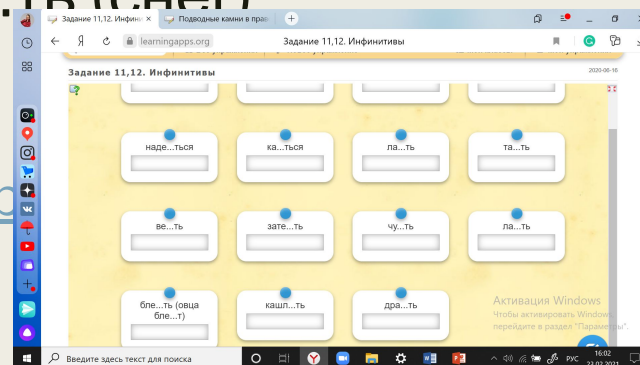 Задание 11,12. Инфини ×
Подводные камни в прав
learningapps.org
Задание 11,12. Инфинитивы
Задание 11,12. Инфинитивы
2020-06-16
наде...ться
ка...ться
ла...ть
та...ть
ве...ть
зате...ть
чу...ть
ла...ть
бле...ть (овца
бле...т)
кашл...ть
дра...ть
Активация Windows
Чтобы активировать Windows,
перейдите в раздел "Параметры".
Введите здесь текст для поиска
РУС
16:02
22.02.2021